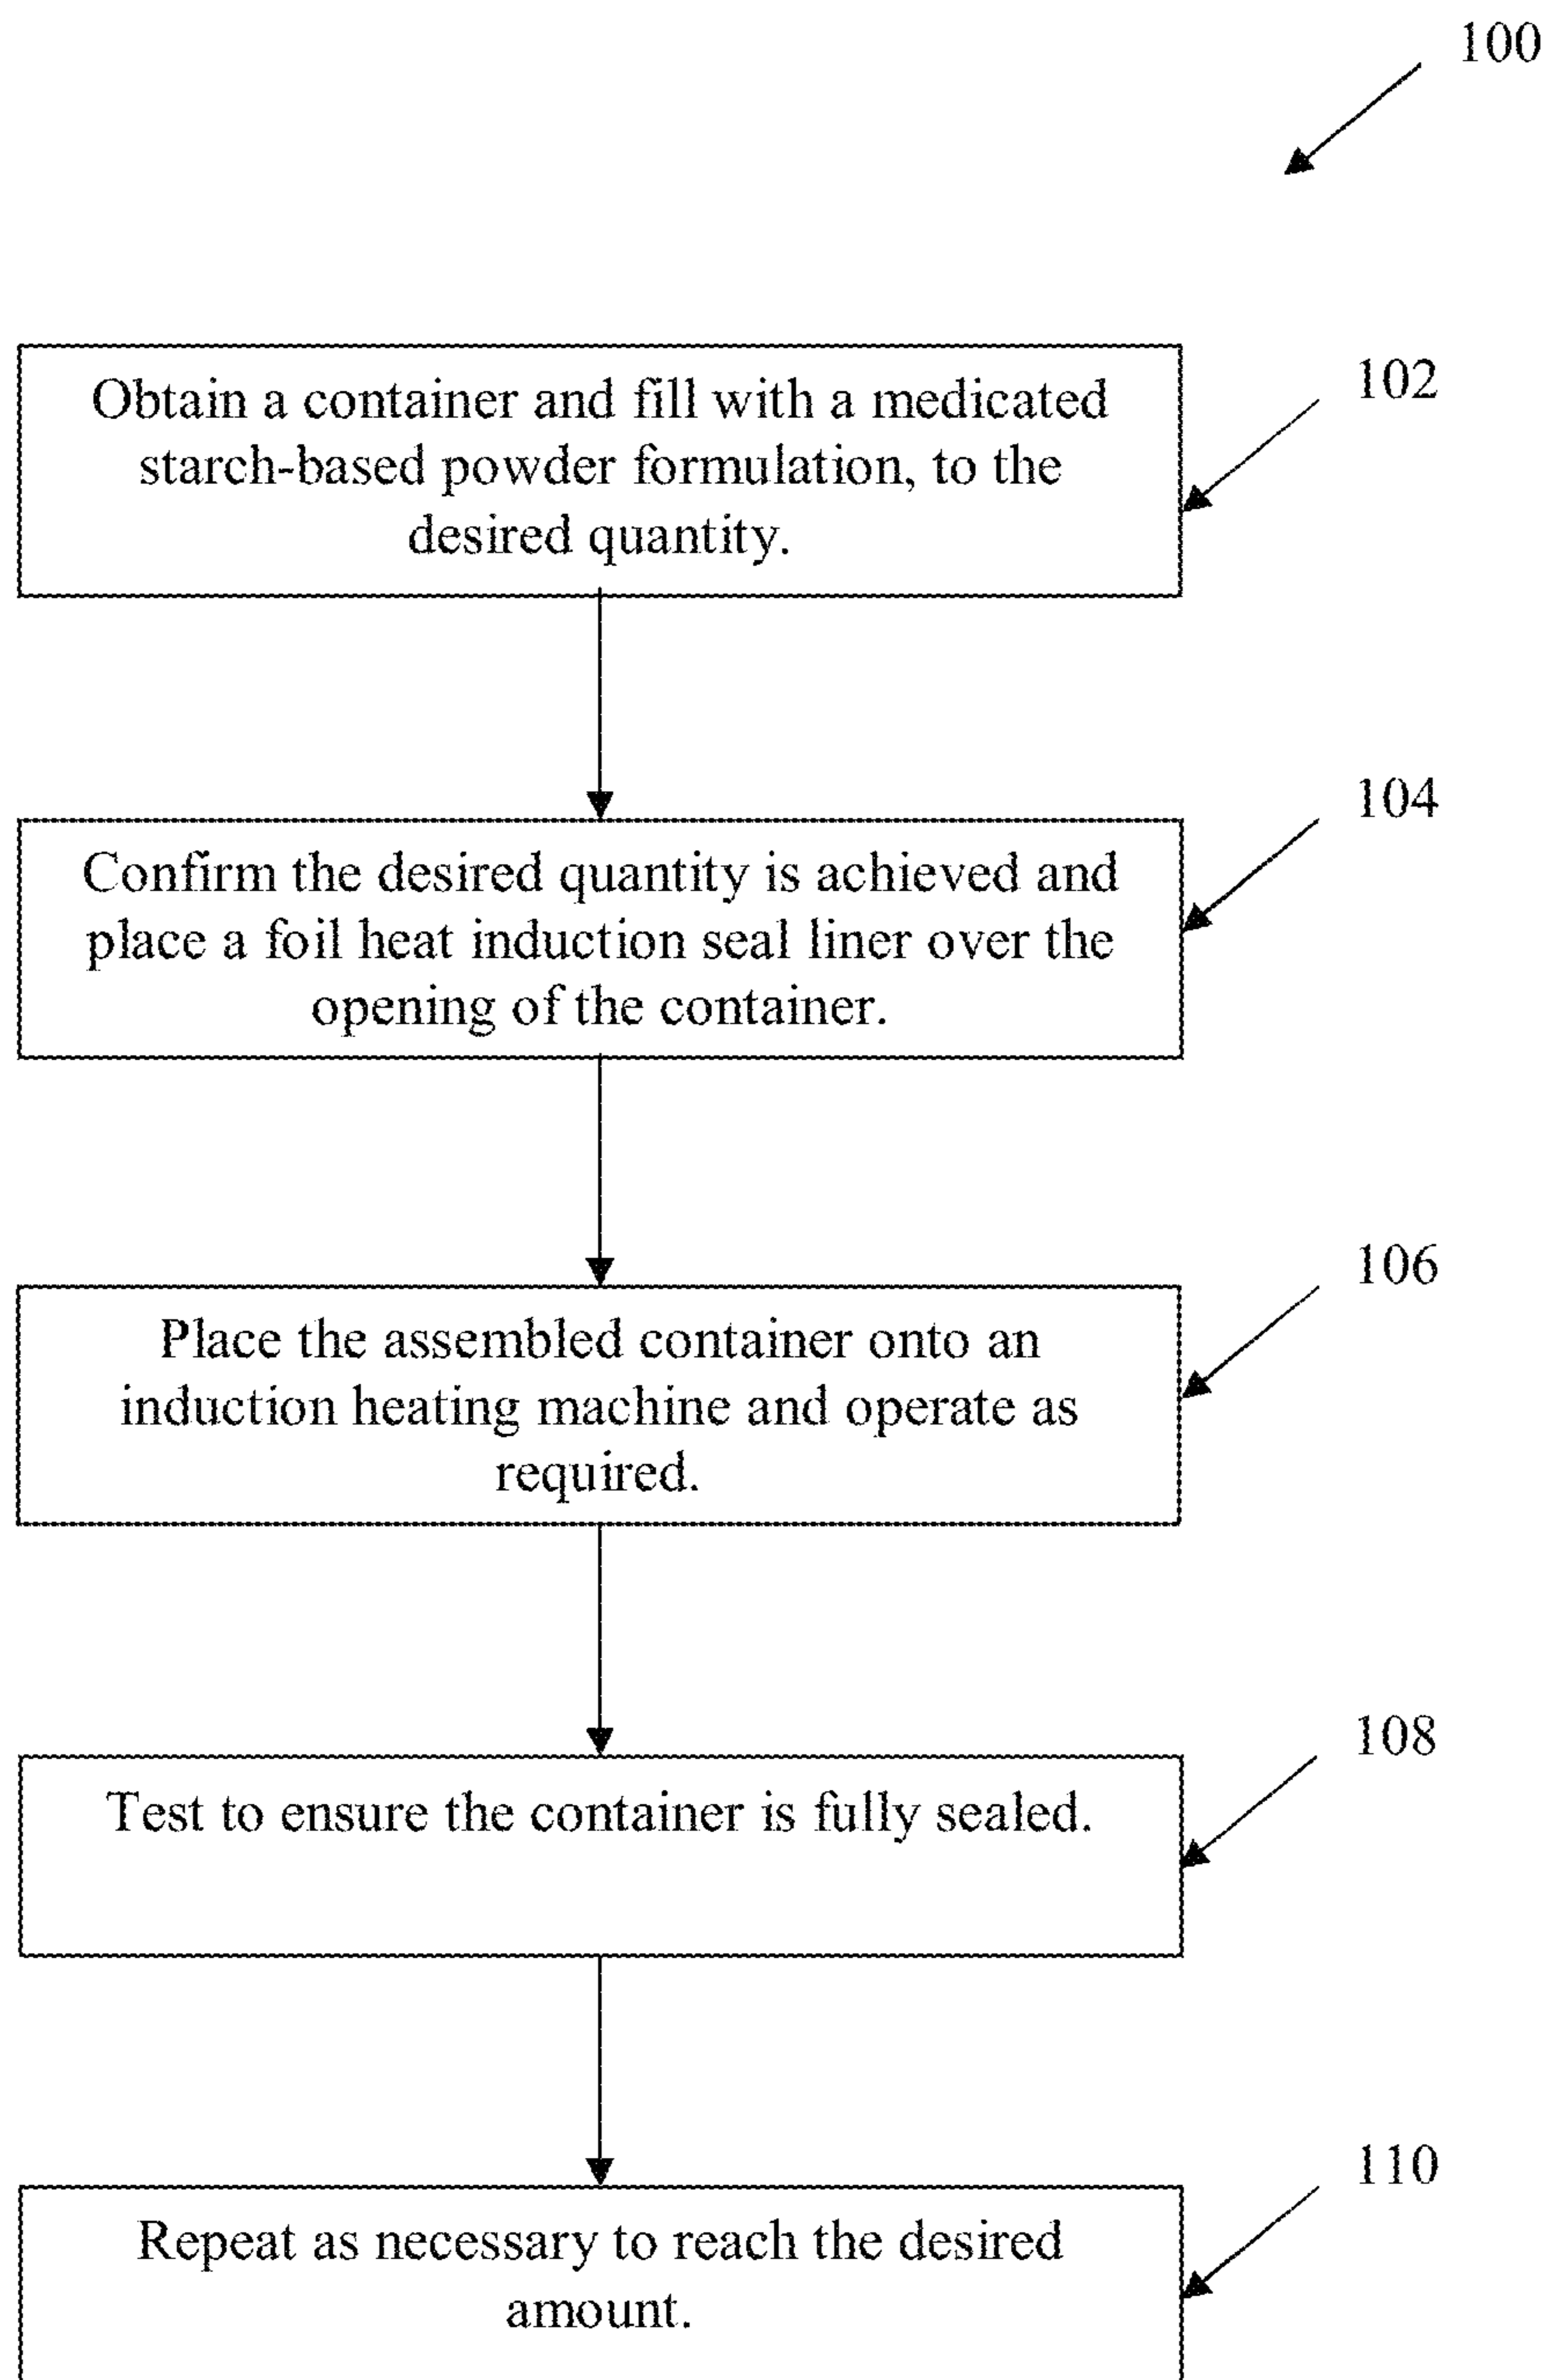 100
102
Obtain a container and fill with a medicated
starch-based powder formulation, to the
desired quantity.
104
Confirm the desired quantity is achieved and
place a foil heat induction seal liner over the
opening of the container.
106
Place the assembled container onto an
induction heating machine and operate as
required.
108
Test to ensure the container is fully sealed.
110
Repeat as necessary to reach the desired
amount.